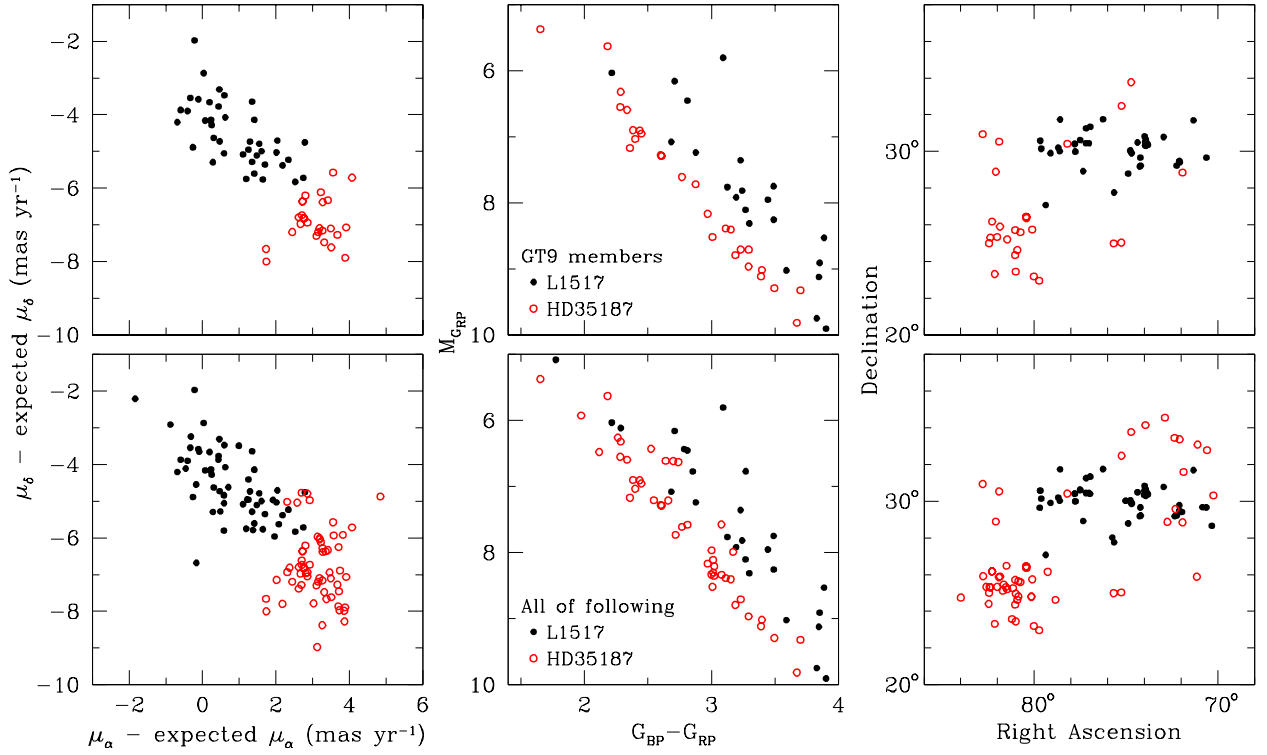 −2
−4
−6
−8
−10
μδ − expected μδ (mas yr⁻¹)
6
8
10
M_GRP
GT9 members
L1517
HD35187
30°
20°
Declination
−2
−4
−6
−8
−10
−2 0 2 4 6
μα − expected μα (mas yr⁻¹)
6
8
10
All of following
L1517
HD35187
2 3 4
G_BP−G_RP
30°
20°
80° 70°
Right Ascension